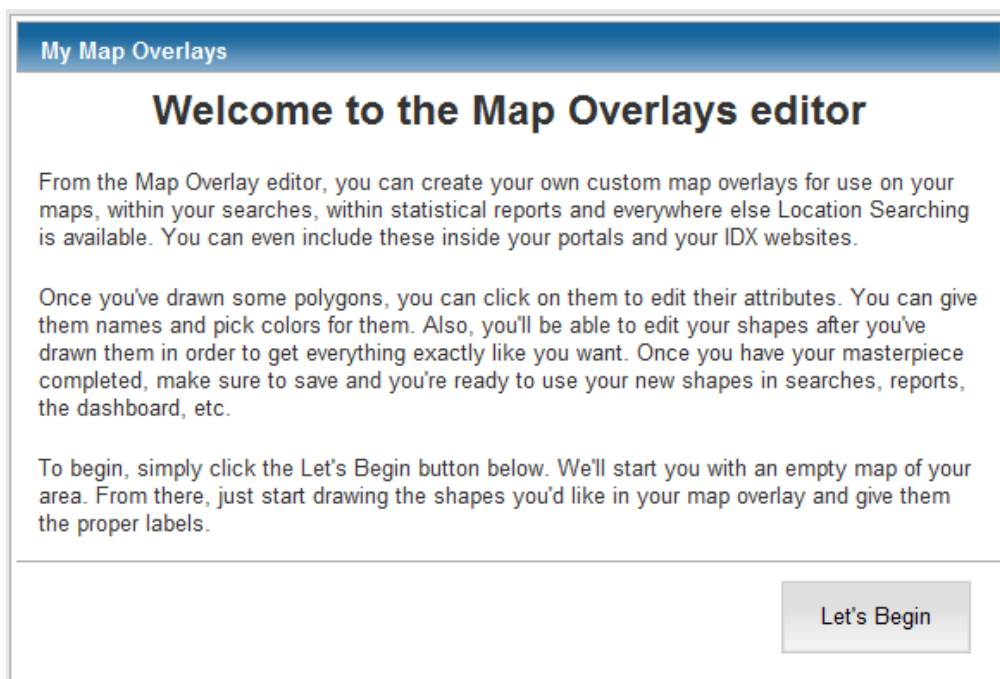 My Map Overlays
Welcome to the Map Overlays editor
From the Map Overlay editor, you can create your own custom map overlays for use on your
maps, within your searches, within statistical reports and everywhere else Location Searching
is available. You can even include these inside your portals and your IDX websites.
Once you've drawn some polygons, you can click on them to edit their attributes. You can give
them names and pick colors for them. Also, you'll be able to edit your shapes after you've
drawn them in order to get everything exactly like you want. Once you have your masterpiece
completed, make sure to save and you're ready to use your new shapes in searches, reports,
the dashboard, etc.
To begin, simply click the Let's Begin button below. We'll start you with an empty map of your
area. From there, just start drawing the shapes you'd like in your map overlay and give them
the proper labels.
Let's Begin